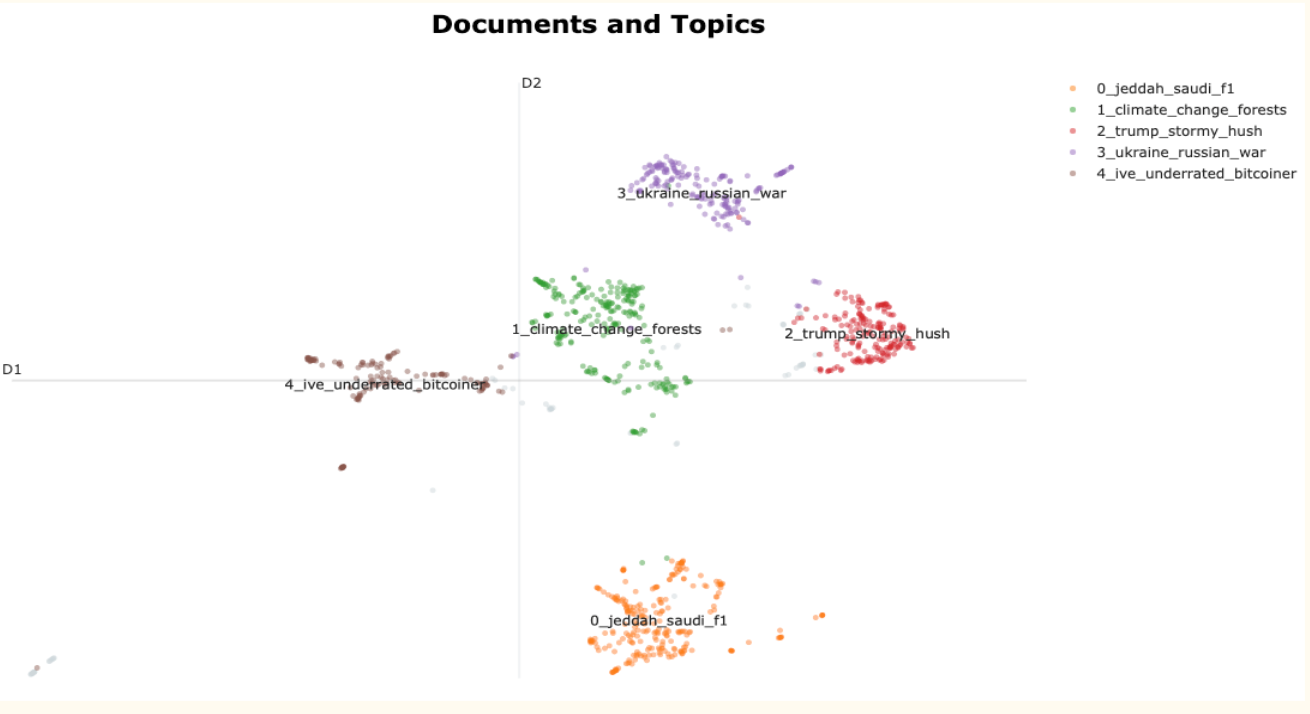 Documents and Topics
D2
0_jeddah_saudi_f1
1_climate_change_forests
2_trump_stormy_hush
3_ukraine_russian_war
4_ive_underrated_bitcoiner
3_ukraine_russian_war
1_climate_change_forests
2_trump_stormy_hush
D1
4_ive_underrated_bitcoiner
0_jeddah_saudi_f1